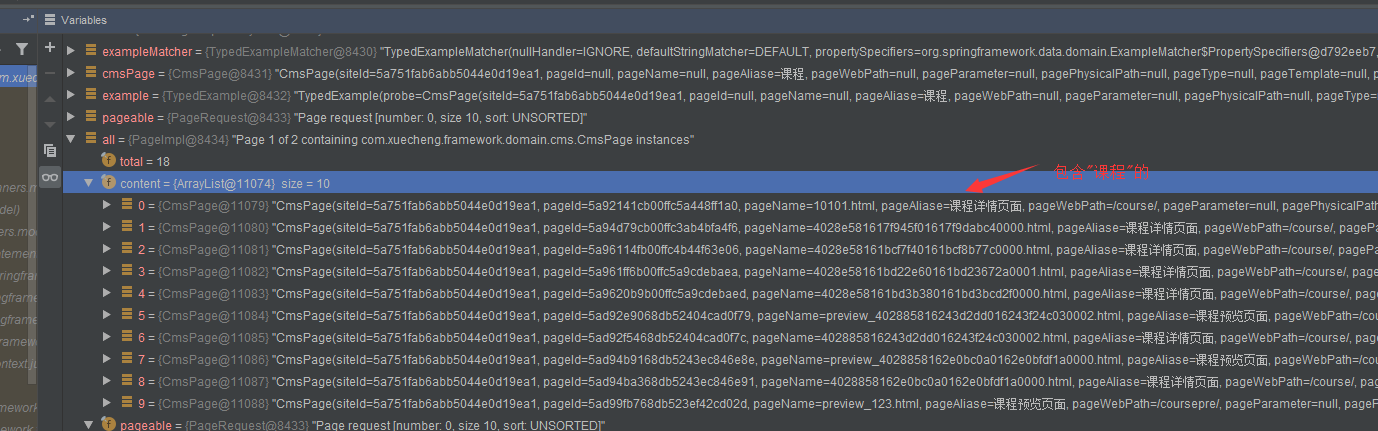 Variables
exampleMatcher = {TypedExampleMatcher@8430} "TypedExampleMatcher(nullHandler=IGNORE, defaultStringMatcher=DEFAULT, propertySpecifiers=org.springframework.data.domain.ExampleMatcher$PropertySpecifiers@d792eeb7,
m.xuec
cmsPage = {CmsPage@8431} "CmsPage(siteId=5a751fab6abb5044e0d19ea1, pageId=null, pageName=null, pageAliase=课程, pageWebPath=null, pageParameter=null, pagePhysicalPath=null, pageType=null, pageTemplate=null, pa
example = {TypedExample@8432} "TypedExample(probe=CmsPage(siteId=5a751fab6abb5044e0d19ea1, pageId=null, pageName=null, pageAliase=课程, pageWebPath=null, pageParameter=null, pagePhysicalPath=null, pageType=
pageable = {PageRequest@8433} "Page request [number: 0, size 10, sort: UNSORTED]"
all = {PageImpl@8434} "Page 1 of 2 containing com.xuecheng.framework.domain.cms.CmsPage instances"
total = 18
包含"课程"的
content = {ArrayList@11074} size = 10
nners.m
0 = {CmsPage@11079} "CmsPage(siteId=5a751fab6abb5044e0d19ea1, pageId=5a92141cb00ffc5a448ff1a0, pageName=10101.html, pageAliase=课程详情页面, pageWebPath=/course/, pageParameter=null, pagePhysicalPath
del)
1 = {CmsPage@11080} "CmsPage(siteId=5a751fab6abb5044e0d19ea1, pageId=5a94d79cb00ffc3ab4bfa4f6, pageName=4028e581617f945f01617f9dabc40000.html, pageAliase=课程详情页面, pageWebPath=/course/, pageP
ers.mo
2 = {CmsPage@11081} "CmsPage(siteId=5a751fab6abb5044e0d19ea1, pageId=5a96114fb00ffc4b44f63e06, pageName=4028e58161bcf7f40161bcf8b77c0000.html, pageAliase=课程详情页面, pageWebPath=/course/, page
temen
3 = {CmsPage@11082} "CmsPage(siteId=5a751fab6abb5044e0d19ea1, pageId=5a961ff6b00ffc5a9cdebaea, pageName=4028e58161bd22e60161bd23672a0001.html, pageAliase=课程详情页面, pageWebPath=/course/,
ringfra
4 = {CmsPage@11083} "CmsPage(siteId=5a751fab6abb5044e0d19ea1, pageId=5a9620b9b00ffc5a9cdebaed, pageName=4028e58161bd3b380161bd3bcd2f0000.html, pageAliase=课程详情页面, pageWebPath=/course/, pa
ngfram
5 = {CmsPage@11084} "CmsPage(siteId=5a751fab6abb5044e0d19ea1, pageId=5ad92e9068db52404cad0f79, pageName=preview_402885816243d2dd016243f24c030002.html, pageAliase=课程预览页面, pageWebPath
ngfram
6 = {CmsPage@11085} "CmsPage(siteId=5a751fab6abb5044e0d19ea1, pageId=5ad92f5468db52404cad0f7c, pageName=402885816243d2dd016243f24c030002.html, pageAliase=课程详情页面, pageWebPath=/course/, p
ramew
7 = {CmsPage@11086} "CmsPage(siteId=5a751fab6abb5044e0d19ea1, pageId=5ad94b9168db5243ec846e8e, pageName=preview_4028858162e0bc0a0162e0bfdf1a0000.html, pageAliase=课程预览页面, pageWebPath
ntext.ju
8 = {CmsPage@11087} "CmsPage(siteId=5a751fab6abb5044e0d19ea1, pageId=5ad94ba368db5243ec846e91, pageName=4028858162e0bc0a0162e0bfdf1a0000.html, pageAliase=课程详情页面, pageWebPath=/course/, p
9 = {CmsPage@11088} "CmsPage(siteId=5a751fab6abb5044e0d19ea1, pageId=5ad99fb768db523ef42cd02d, pageName=preview_123.html, pageAliase=课程预览页面, pageWebPath=/coursepre/, pageParameter=null, page
mework
pageable = {PageRequest@8433} "Page request [number: 0, size 10, sort: UNSORTED]"